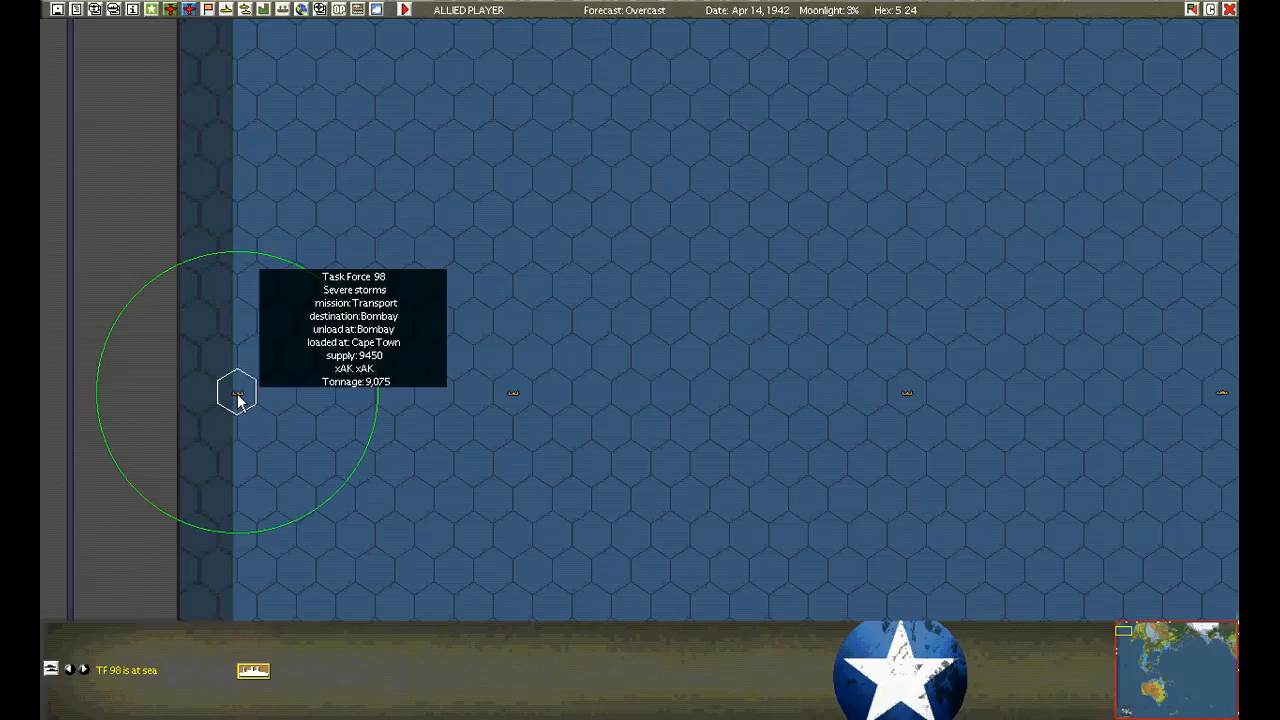 ALLIED PLAYER Forecast: Overcast Date: Apr 14, 1942 Moonlight: 3% Hex: 5 24
Task Force 98
Severe storms
mission: Transport
destination: Bombay
unload at: Bombay
loaded at: Cape Town
supply: 9450
xAK xAK
Tonnage: 9,075
TF 98 is at sea